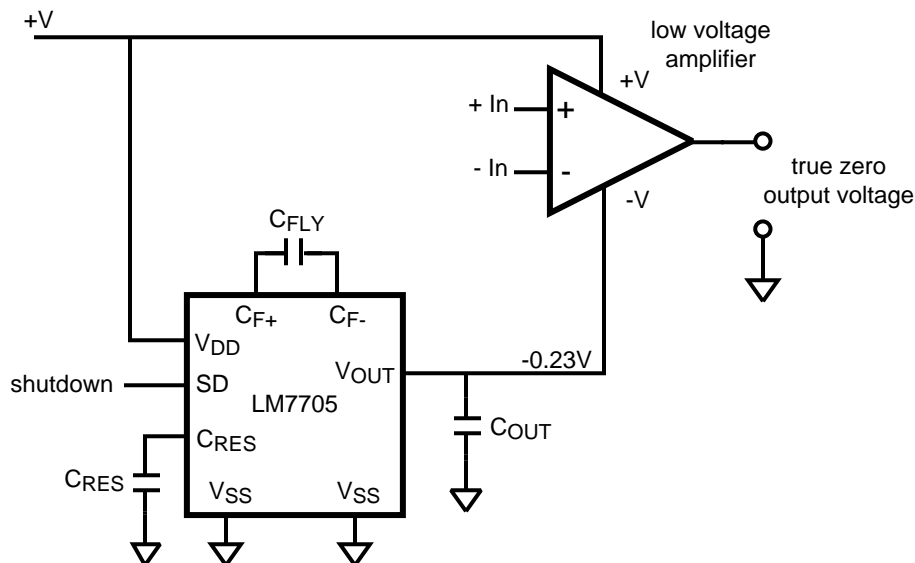 +V
low voltage
amplifier
+V
+ In
+
- In
-
-V
true zero
output voltage
CFLY
CF+
CF-
VDD
shutdown
SD
VOUT
-0.23V
LM7705
CRES
CRES
COUT
VSS
VSS